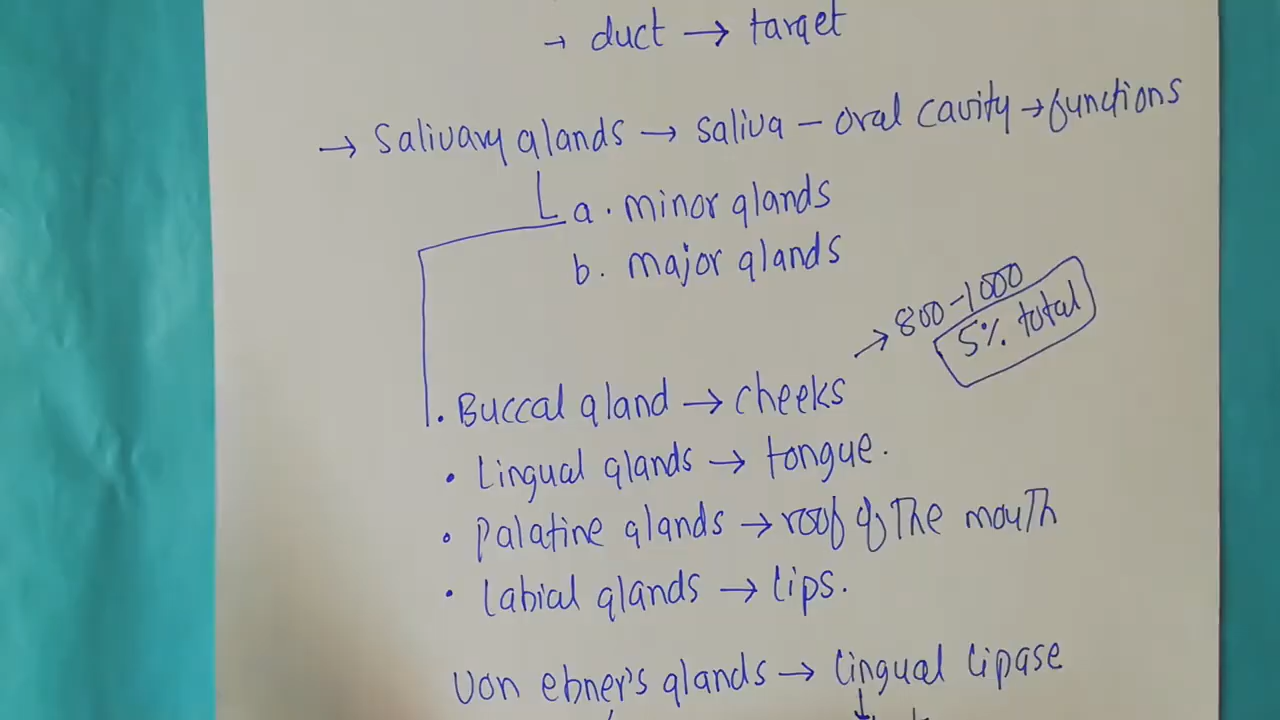 → duct → target
→ Salivary glands → saliva - oral cavity → functions
a. minor glands
b. major glands
→ 800-1000
5% total
. Buccal gland → cheeks
• Lingual glands → tongue.
• Palatine glands → roof of The mouth
• Labial glands → lips.
Von ebner's glands → lingual lipase